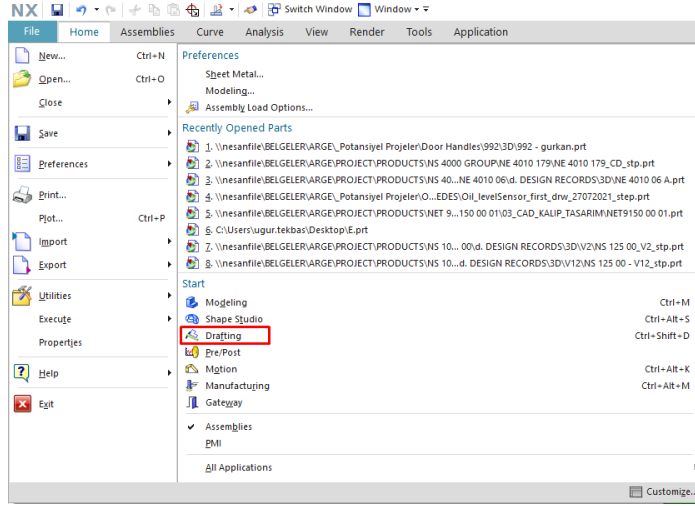 NX Switch Window Window
File Home Assemblies Curve Analysis View Render Tools Application
New... Ctrl+N
Open... Ctrl+O
Close
Save
Preferences
Print...
Plot... Ctrl+P
Import
Export
Utilities
Execute
Properties
Help
Exit
Preferences
Sheet Metal...
Modeling...
Assembly Load Options...
Recently Opened Parts
1. \\nesanfile\BELGELER\ARGE\_Potansiyel Projeler\Door Handles\992\3D\992 - gurkan.prt
2. \\nesanfile\BELGELER\ARGE\PROJECT\PRODUCTS\NS 4000 GROUP\NE 4010 179\NE 4010 179_CD_stp.prt
3. \\nesanfile\BELGELER\ARGE\PROJECT\PRODUCTS\NS 40...NE 4010 06\d. DESIGN RECORDS\3D\NE 4010 06 A.prt
4. \\nesanfile\BELGELER\ARGE\_Potansiyel Projeler\O...EDES\Oil_levelSensor_first_drw_27072021_step.prt
5. \\nesanfile\BELGELER\ARGE\PROJECT\PRODUCTS\NET 9...150 00 01\03_CAD_KALIP_TASARIM\NET9150 00 01.prt
6. C:\Users\ugur.tekbas\Desktop\E.prt
7. \\nesanfile\BELGELER\ARGE\PROJECT\PRODUCTS\NS 10... 00\d. DESIGN RECORDS\3D\V2\NS 125 00_V2_stp.prt
8. \\nesanfile\BELGELER\ARGE\PROJECT\PRODUCTS\NS 10...d. DESIGN RECORDS\3D\V12\NS 125 00 - V12_stp.prt
Start
Modeling Ctrl+M
Shape Studio Ctrl+Alt+S
Drafting Ctrl+Shift+D
Pre/Post
Motion Ctrl+Alt+K
Manufacturing Ctrl+Alt+M
Gateway
Assemblies
PMI
All Applications
Customize...